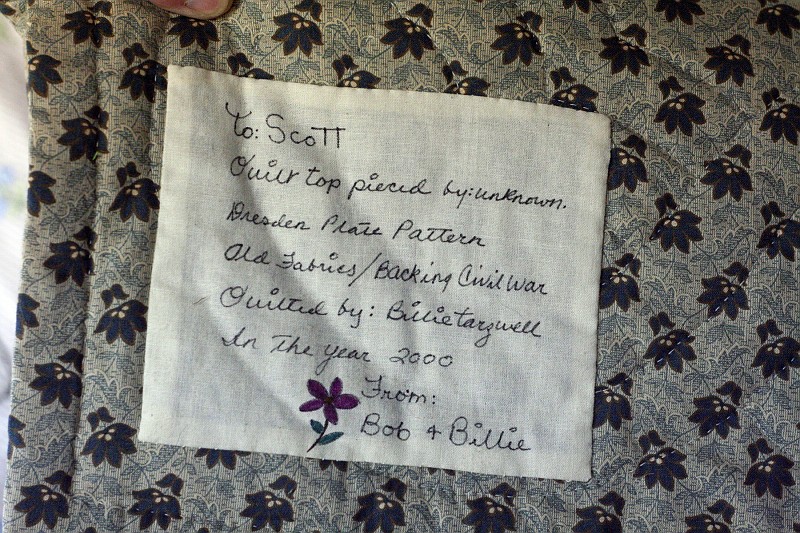 To: Scott
Quilt top pieced by: unknown.
Dresden Plate Pattern
Old Fabrics/Backing Civil War
Quilted by: Billie Tarzwell
In The year 2000
From:
Bob + Billie